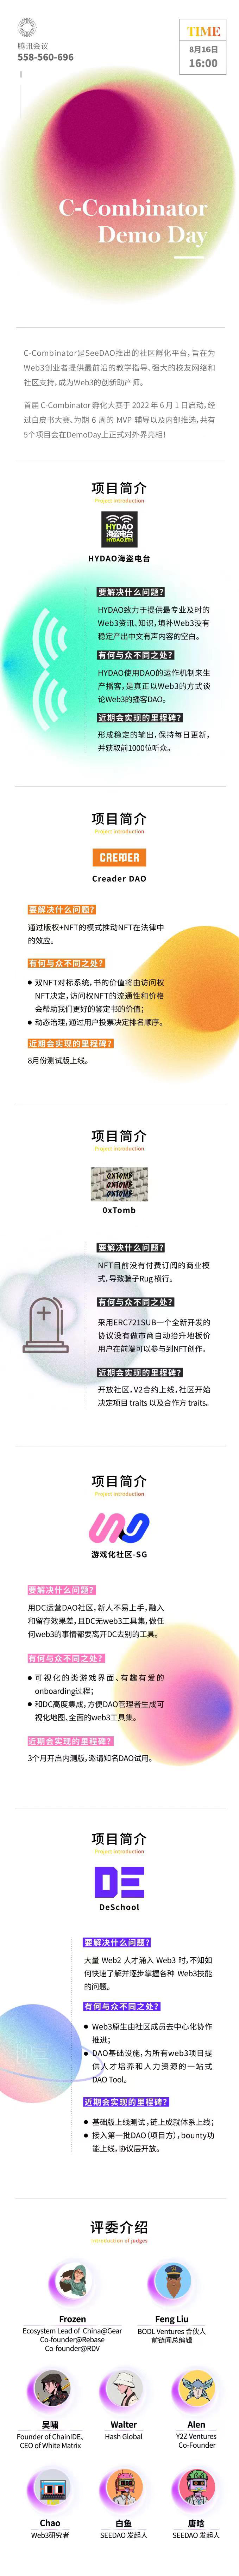 TIME
8月16日
16:00
腾讯会议
558-560-696
C-Combinator
Demo Day
C-Combinator是SeeDAO推出的社区孵化平台,旨在为
Web3创业者提供最前沿的教学指导、强大的校友网络和
社区支持,成为Web3的创新助产师。
首届 C-Combinator 孵化大赛于 2022 年 6 月 1 日启动,经
过白皮书大赛、为期 6 周的 MVP 辅导以及内部推选,共有
5个项目会在DemoDay上正式对外界亮相!
项目简介
Project introduction
HYDAO
海盗电台
HYDAO.ETH
HYDAO海盗电台
要解决什么问题?
HYDAO致力于提供最专业及时的
Web3资讯、知识,填补Web3没有
稳定产出中文有声内容的空白。
有何与众不同之处?
HYDAO使用DAO的运作机制来生
产播客,是真正以Web3的方式谈
论Web3的播客DAO。
近期会实现的里程碑?
形成稳定的输出,保持每日更新,
并获取前1000位听众。
项目简介
Project introduction
CREADER
Creader DAO
要解决什么问题?
通过版权+NFT的模式推动NFT在法律中
的效应。
有何与众不同之处?
● 双NFT对标系统,书的价值将由访问权
NFT决定,访问权NFT的流通性和价格
会帮助我们更好的鉴定书的价值;
● 动态治理,通过用户投票决定排名顺序。
近期会实现的里程碑?
8月份测试版上线。
项目简介
Project introduction
0XTOMB
0XTOMB
0XTOMB
0xTomb
要解决什么问题?
NFT目前没有付费订阅的商业模
式,导致骗子Rug 横行。
有何与众不同之处?
采用ERC721SUB一个全新开发的
协议没有做市商自动抬升地板价
用户在前端可以参与到NFT创作。
近期会实现的里程碑?
开放社区,V2合约上线,社区开始
决定项目 traits 以及合作方 traits。
项目简介
Project introduction
游戏化社区-SG
要解决什么问题?
用DC运营DAO社区,新人不易上手,融入
和留存效果差,且DC无web3工具集,做任
何web3的事情都要离开DC去别的工具。
有何与众不同之处?
● 可视化的类游戏界面、有趣有爱的
onboarding过程;
● 和DC高度集成,方便DAO管理者生成可
视化地图、全面的web3工具集。
近期会实现的里程碑?
3个月开启内测版,邀请知名DAO试用。
项目简介
Project introduction
DE
DeSchool
要解决什么问题?
大量 Web2 人才涌入 Web3 时,不知如
何快速了解并逐步掌握各种 Web3技能
的问题。
有何与众不同之处?
● Web3原生由社区成员去中心化协作
推进;
● DAO基础设施,为所有web3项目提
供人才培养和人力资源的一站式
DAO Tool。
近期会实现的里程碑?
● 基础版上线测试,链上成就体系上线;
● 接入第一批DAO(项目方),bounty功
能上线,协议层开放。
评委介绍
Introduction of judges
Frozen
Ecosystem Lead of China@Gear
Co-founder@Rebase
Co-founder@RDV
Feng Liu
BODL Ventures 合伙人
前链闻总编辑
吴啸
Founder of ChainIDE、
CEO of White Matrix
Walter
Hash Global
Alen
Y2Z Ventures
Co-Founder
Chao
Web3研究者
白鱼
SEEDAO 发起人
唐晗
SEEDAO 发起人